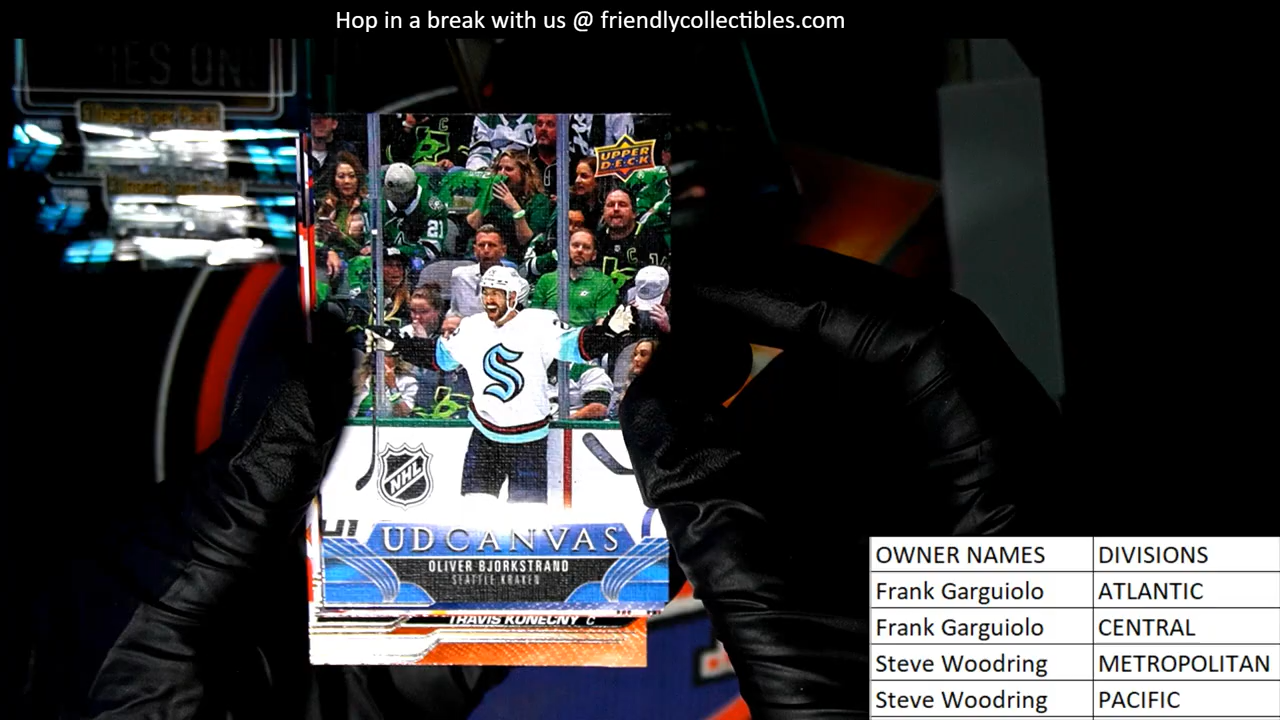 Hop in a break with us @ friendlycollectibles.com
UPPER
D·E·C·K
21
C
S
NHL
UD CANVAS
OLIVER BJORKSTRAND
SEATTLE KRAKEN
TRAVIS KONECNY C
OWNER NAMES DIVISIONS
Frank Garguiolo ATLANTIC
Frank Garguiolo CENTRAL
Steve Woodring METROPOLITAN
Steve Woodring PACIFIC